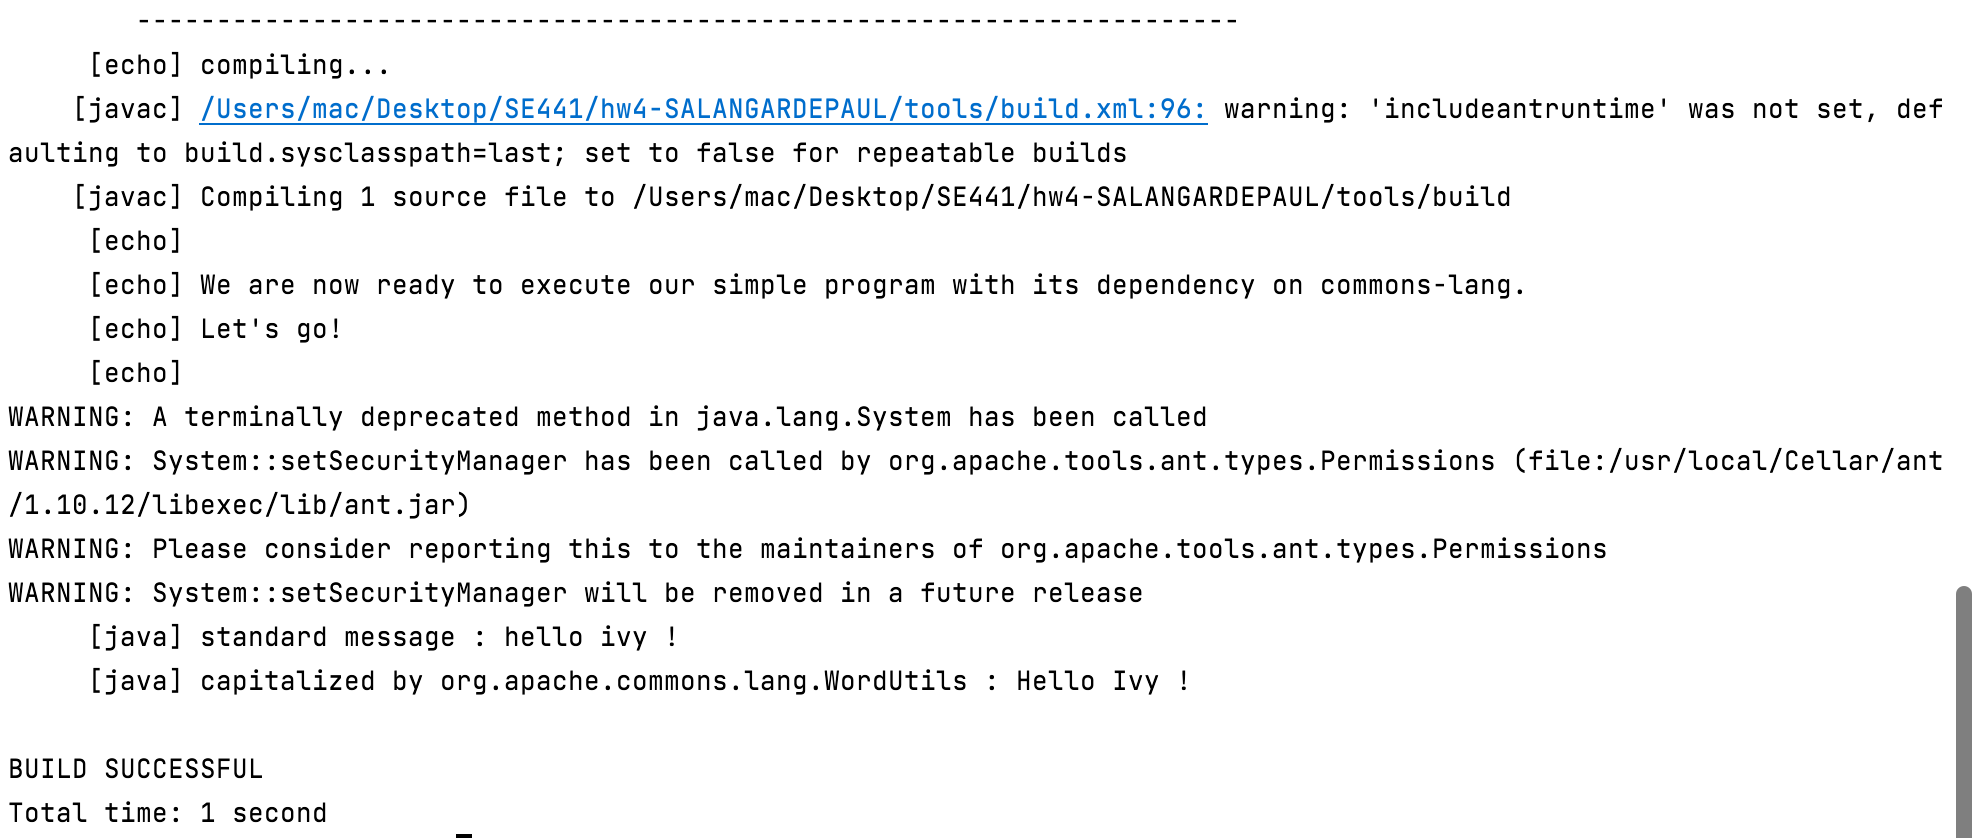 ---------------------------------------------------------------------
[echo] compiling...
[javac] /Users/mac/Desktop/SE441/hw4-SALANGARDEPAUL/tools/build.xml:96: warning: 'includeantruntime' was not set, def
aulting to build.sysclasspath=last; set to false for repeatable builds
[javac] Compiling 1 source file to /Users/mac/Desktop/SE441/hw4-SALANGARDEPAUL/tools/build
[echo]
[echo] We are now ready to execute our simple program with its dependency on commons-lang.
[echo] Let's go!
[echo]
WARNING: A terminally deprecated method in java.lang.System has been called
WARNING: System::setSecurityManager has been called by org.apache.tools.ant.types.Permissions (file:/usr/local/Cellar/ant
/1.10.12/libexec/lib/ant.jar)
WARNING: Please consider reporting this to the maintainers of org.apache.tools.ant.types.Permissions
WARNING: System::setSecurityManager will be removed in a future release
[java] standard message : hello ivy !
[java] capitalized by org.apache.commons.lang.WordUtils : Hello Ivy !
BUILD SUCCESSFUL
Total time: 1 second